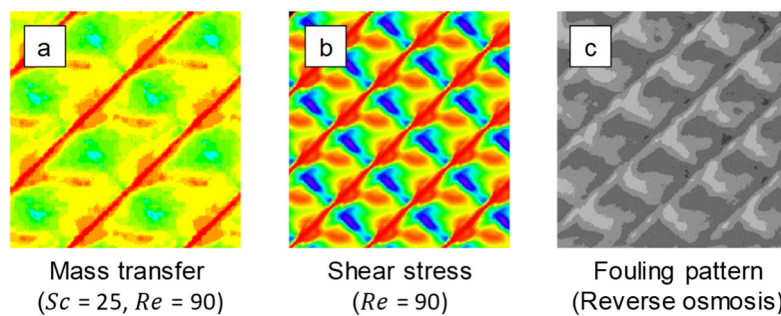 a
b
c
Mass transfer
(Sc = 25, Re = 90)
Shear stress
(Re = 90)
Fouling pattern
(Reverse osmosis)